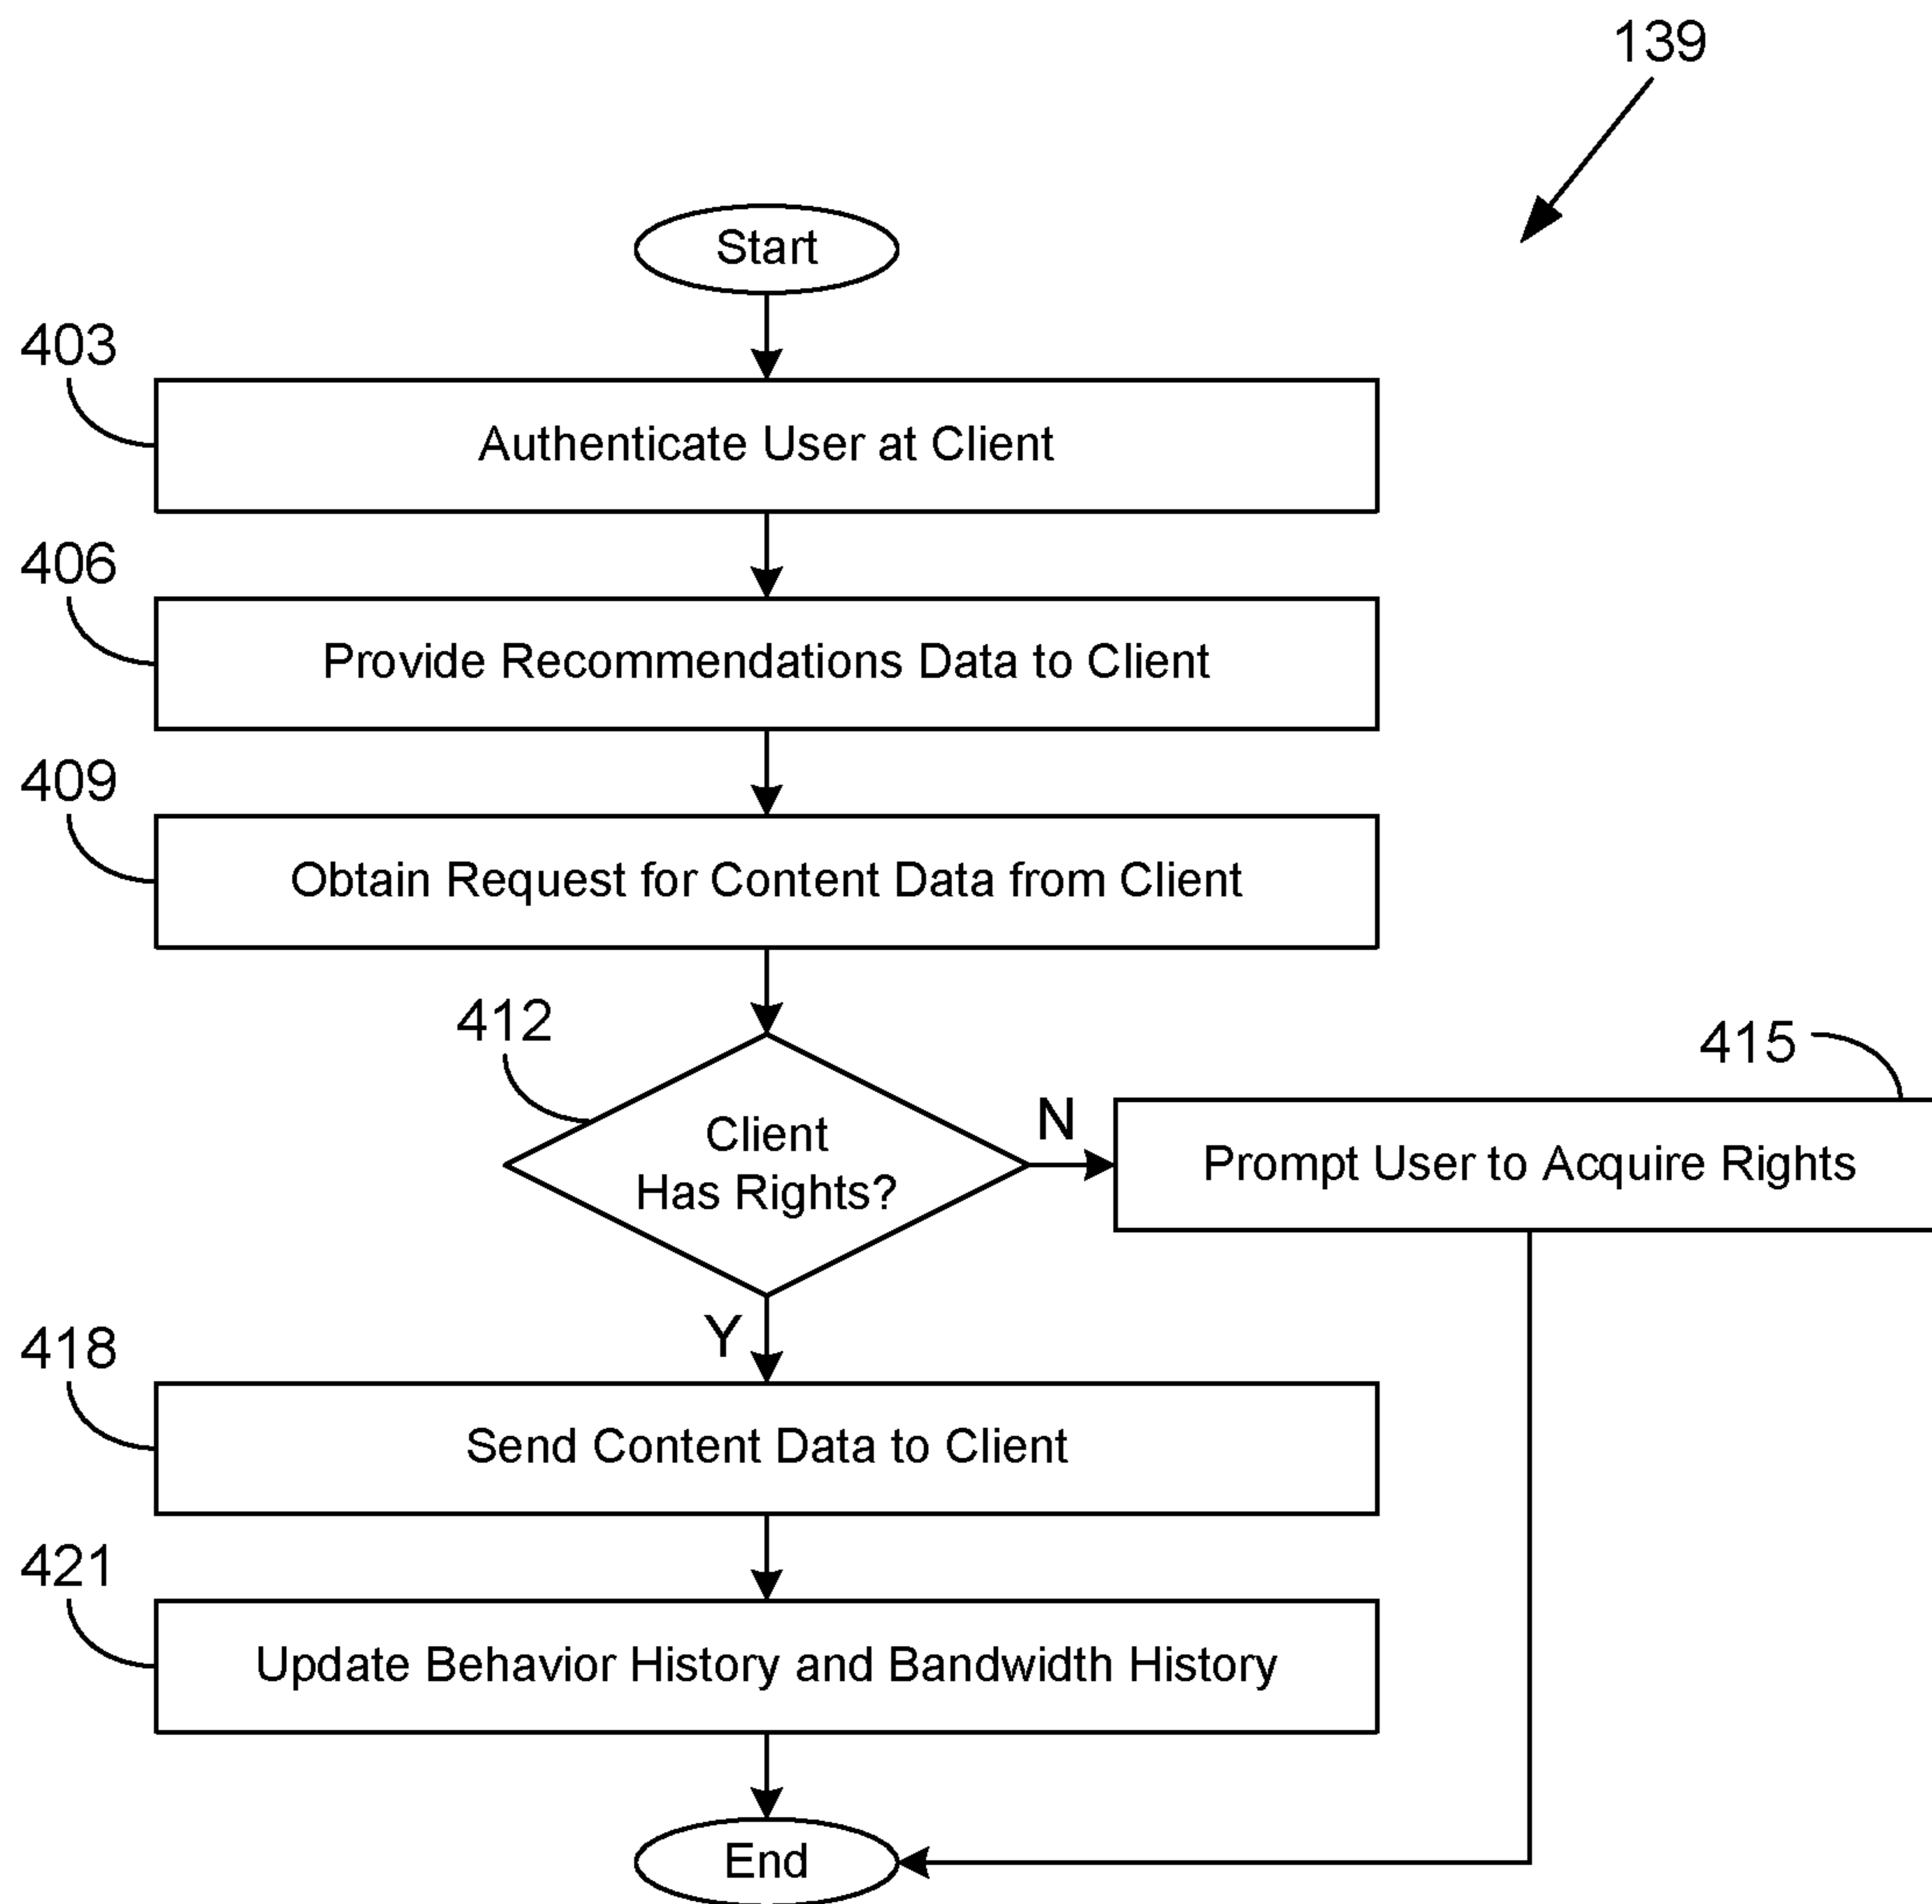 139
Start
403
Authenticate User at Client
406
Provide Recommendations Data to Client
409
Obtain Request for Content Data from Client
412
Client
Has Rights?
N
415
Prompt User to Acquire Rights
Y
418
Send Content Data to Client
421
Update Behavior History and Bandwidth History
End